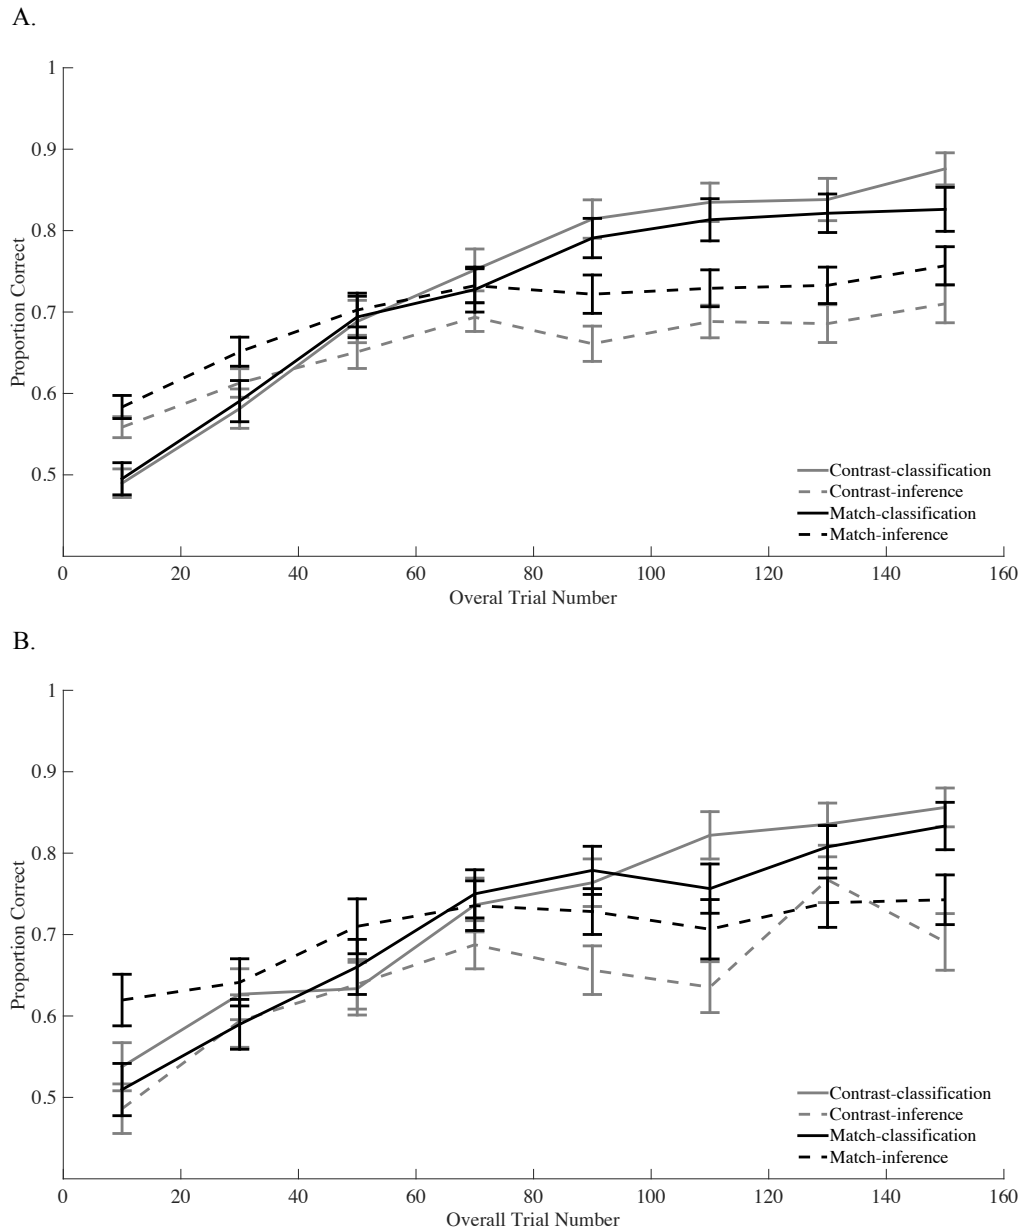 A.
1
0.9
0.8
0.7
0.6
0.5
Proportion Correct
Contrast-classification
Contrast-inference
Match-classification
Match-inference
0 20 40 60 80 100 120 140 160
Overal Trial Number
B.
1
0.9
0.8
0.7
0.6
0.5
Proportion Correct
Contrast-classification
Contrast-inference
Match-classification
Match-inference
0 20 40 60 80 100 120 140 160
Overall Trial Number